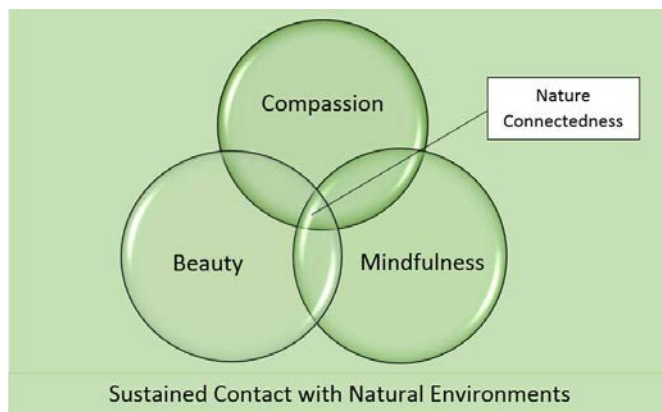 Compassion
Nature
Connectedness
Beauty
Mindfulness
Sustained Contact with Natural Environments